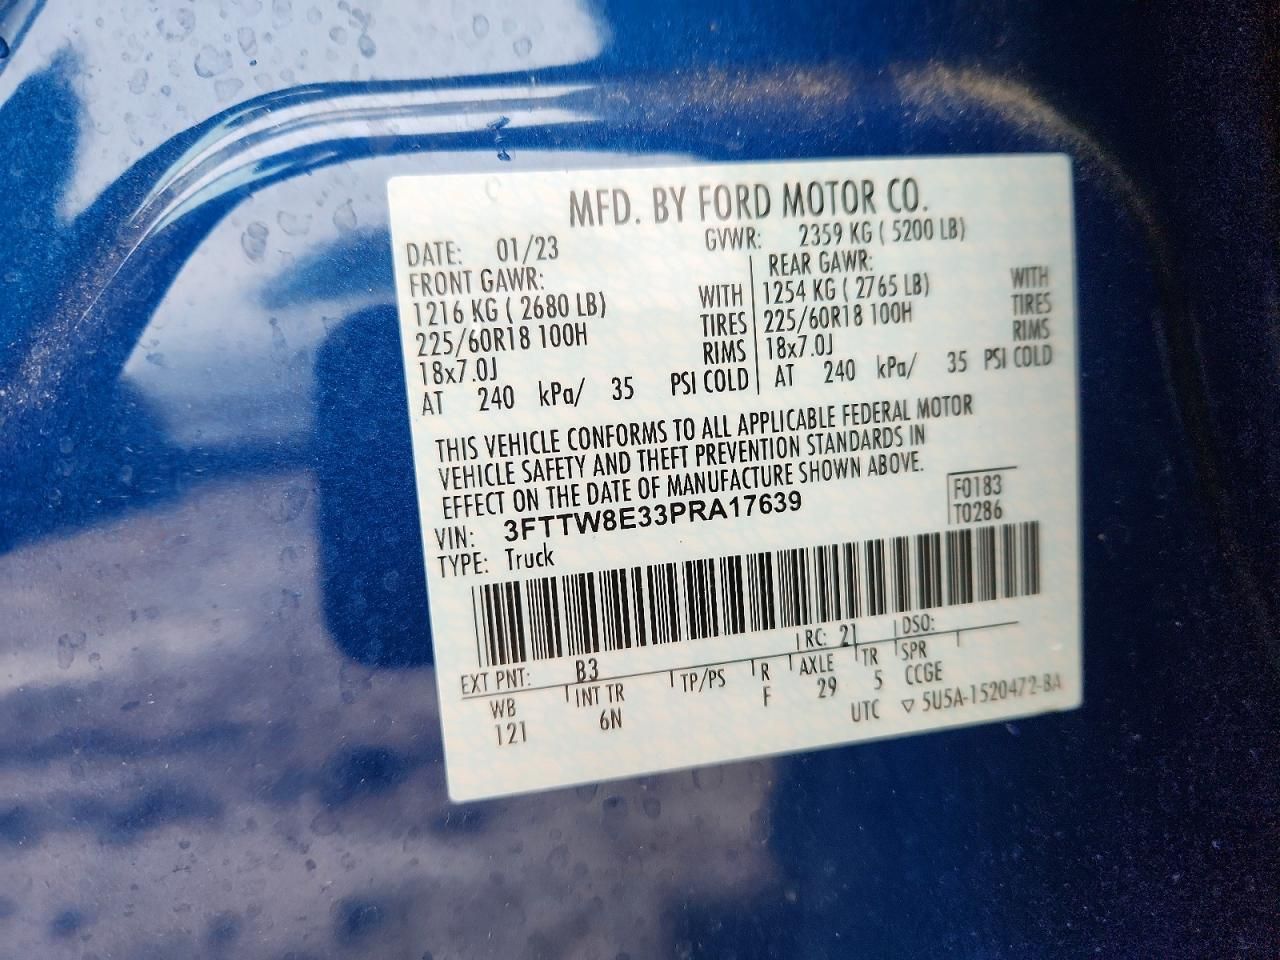 MFD. BY FORD MOTOR CO.
DATE: 01/23 GVWR: 2359 KG ( 5200 LB)
FRONT GAWR: REAR GAWR:
1216 KG ( 2680 LB) WITH 1254 KG ( 2765 LB) WITH
225/60R18 100H TIRES 225/60R18 100H TIRES
18x7.0J RIMS 18x7.0J RIMS
AT 240 kPa/ 35 PSI COLD AT 240 kPa/ 35 PSI COLD
THIS VEHICLE CONFORMS TO ALL APPLICABLE FEDERAL MOTOR
VEHICLE SAFETY AND THEFT PREVENTION STANDARDS IN
EFFECT ON THE DATE OF MANUFACTURE SHOWN ABOVE.
VIN: 3FTTW8E33PRA17639 F0183
TYPE: Truck T0286
EXT PNT: B3 RC: 21 DSO:
WB INT TR TP/PS R AXLE TR SPR
121 6N F 29 5 CCGE
UTC ▽ 5U5A-1520472-BA